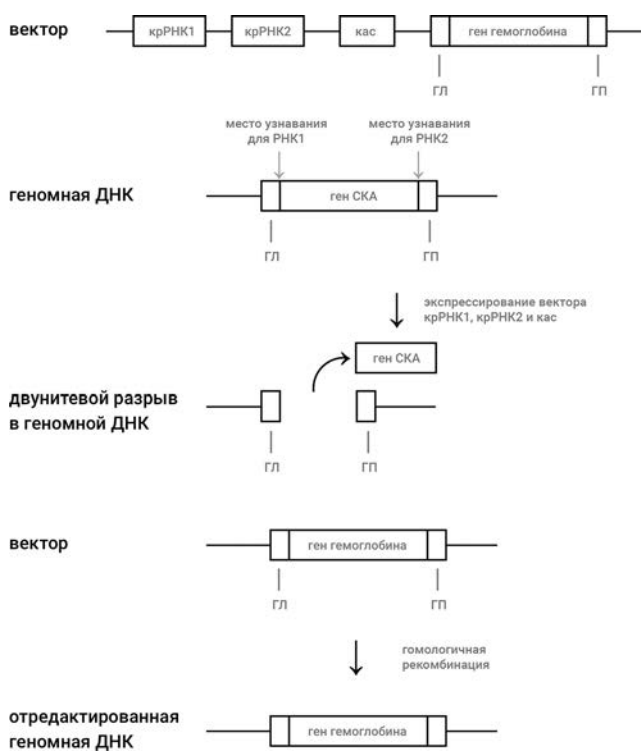 вектор
крРНК1 крРНК2 кас ген гемоглобина
ГЛ ГП
место узнавания место узнавания
для РНК1 для РНК2
геномная ДНК
ген СКА
ГЛ ГП
экспрессирование вектора
крРНК1, крРНК2 и кас
ген СКА
двунитевой разрыв
в геномной ДНК
ГЛ ГП
вектор
ген гемоглобина
ГЛ ГП
гомологичная
рекомбинация
отредактированная
геномная ДНК
ген гемоглобина